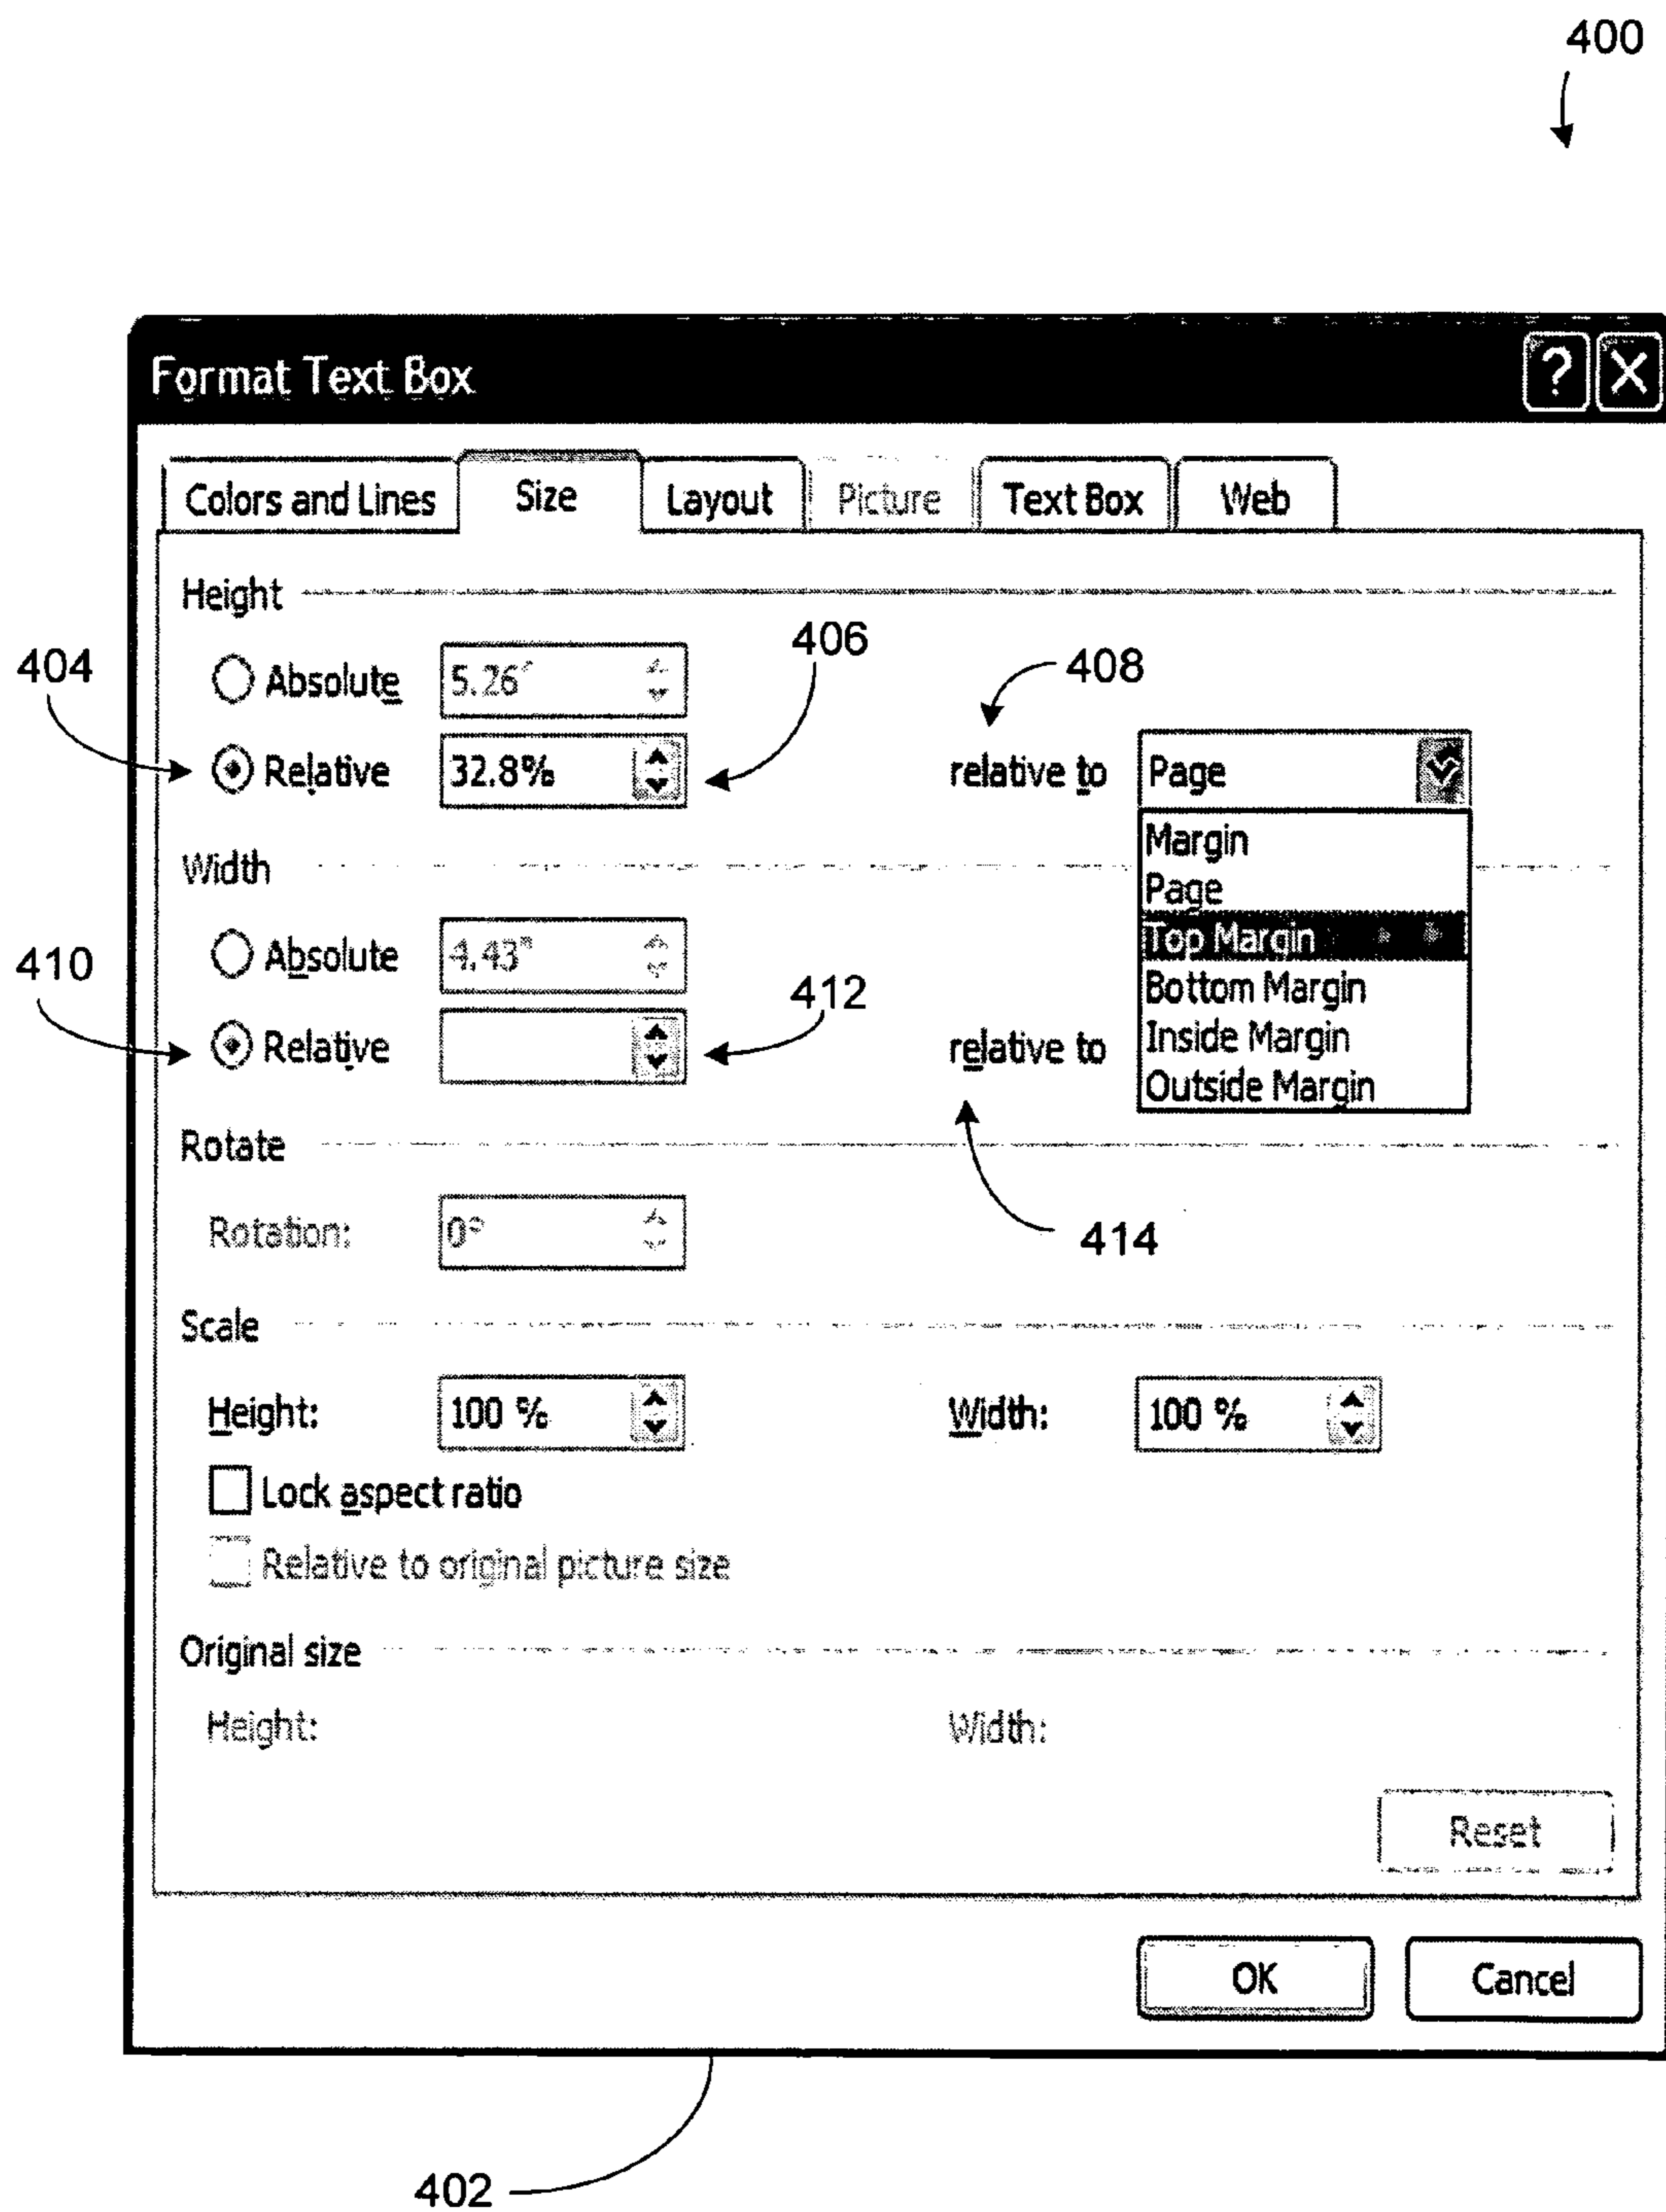 400
Format Text Box ? X
Colors and Lines Size Layout Picture Text Box Web
Height
404 Absolute 5.26" 406 408
Relative 32.8% relative to Page
Margin
Width
Page
Top Margin
410 Absolute 4.43" 412
Bottom Margin
Relative relative to Inside Margin
Outside Margin
Rotate
Rotation: 0° 414
Scale
Height: 100 % Width: 100 %
Lock aspect ratio
Relative to original picture size
Original size
Height: Width:
Reset
OK Cancel
402